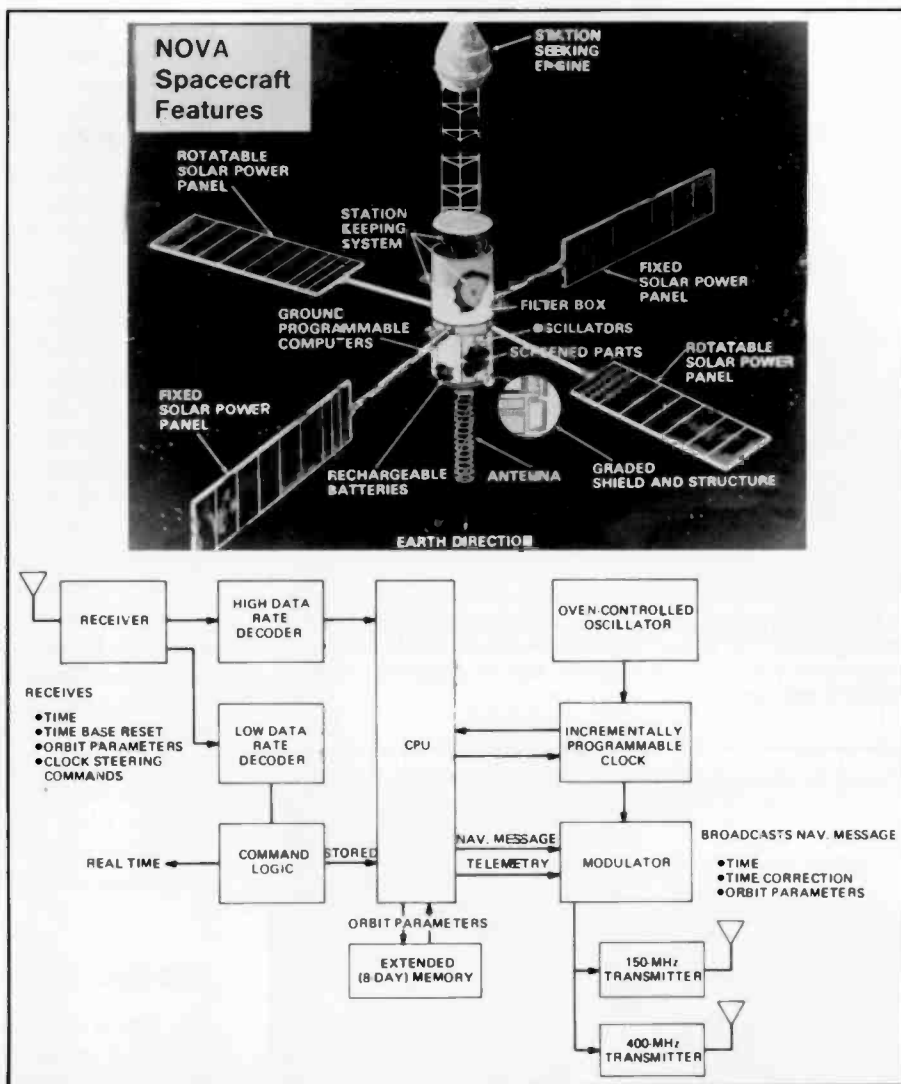 NOVA
Spacecraft
Features
STATION
SEEKING
ENGINE
ROTATABLE
SOLAR POWER
PANEL
STATION
KEEPING
SYSTEM
FIXED
SOLAR POWER
PANEL
FILTER BOX
GROUND
PROGRAMMABLE
COMPUTERS
OSCILLATORS
SCREENED PARTS
ROTATABLE
SOLAR POWER
PANEL
FIXED
SOLAR POWER
PANEL
RECHARGEABLE
BATTERIES
ANTENNA
GRADED
SHIELD AND STRUCTURE
EARTH DIRECTION
RECEIVER
HIGH DATA
RATE
DECODER
OVEN-CONTROLLED
OSCILLATOR
RECEIVES
•TIME
•TIME BASE RESET
•ORBIT PARAMETERS
•CLOCK STEERING
COMMANDS
LOW DATA
RATE
DECODER
CPU
INCREMENTALLY
PROGRAMMABLE
CLOCK
REAL TIME
COMMAND
LOGIC
STORED
NAV. MESSAGE
TELEMETRY
MODULATOR
BROADCASTS NAV. MESSAGE
•TIME
•TIME CORRECTION
•ORBIT PARAMETERS
ORBIT PARAMETERS
EXTENDED
(8-DAY) MEMORY
150-MHz
TRANSMITTER
400-MHz
TRANSMITTER